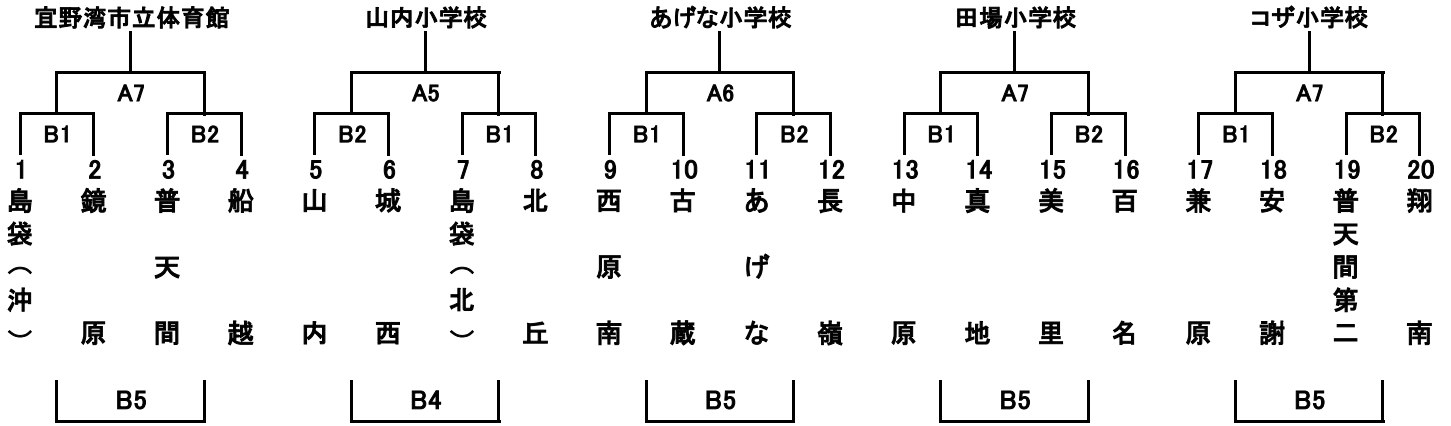 宜野湾市立体育館 山内小学校 あげな小学校 田場小学校 コザ小学校
A7 A5 A6 A7 A7
B1 B2 B2 B1 B1 B2 B1 B2 B1 B2
1 2 3 4 5 6 7 8 9 10 11 12 13 14 15 16 17 18 19 20
島袋(沖)
鏡原
普天間
船越
山内
城西
島袋(北)
北丘
西原南
古蔵
あげな
長嶺
中原
真地
美里
百名
兼原
安謝
普天間第二
翔南
B5 B4 B5 B5 B5